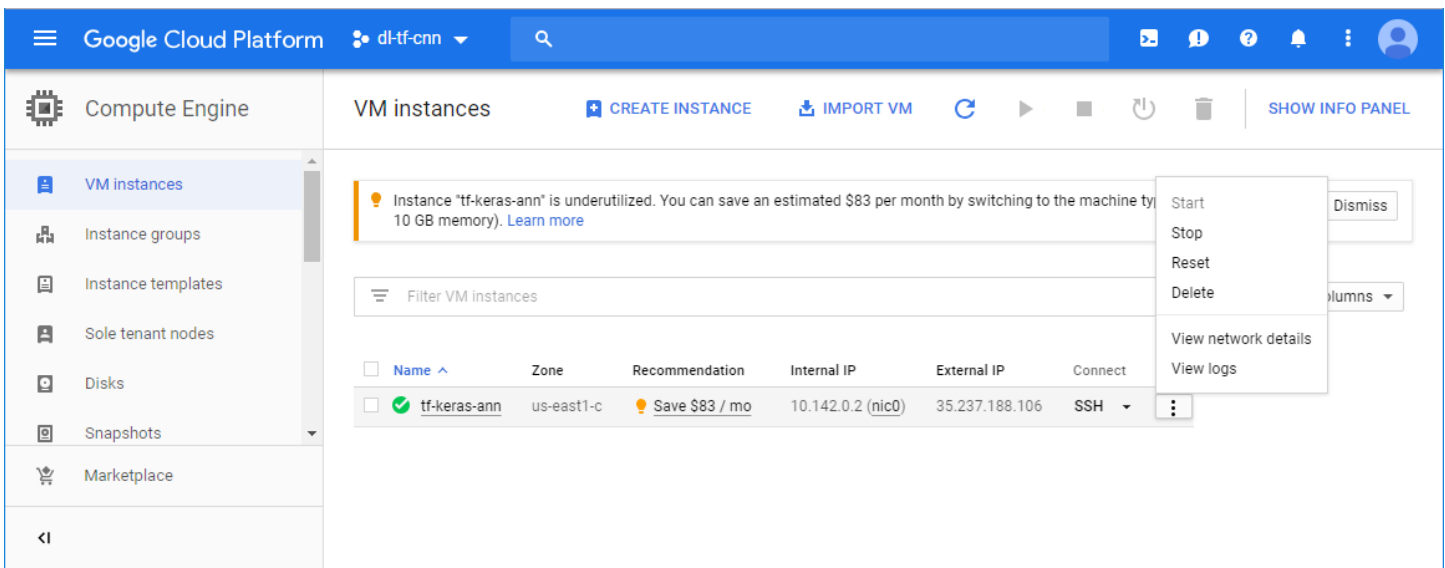 Google Cloud Platform
dl-tf-cnn
Compute Engine
VM instances
CREATE INSTANCE
IMPORT VM
SHOW INFO PANEL
VM instances
Instance groups
Instance templates
Sole tenant nodes
Disks
Snapshots
Marketplace
Instance "tf-keras-ann" is underutilized. You can save an estimated $83 per month by switching to the machine
10 GB memory). Learn more
Dismiss
Start
Stop
Reset
Delete
View network details
View logs
Filter VM instances
Name Zone Recommendation Internal IP External IP Connect
tf-keras-ann us-east1-c Save $83 / mo 10.142.0.2 (nic0) 35.237.188.106 SSH